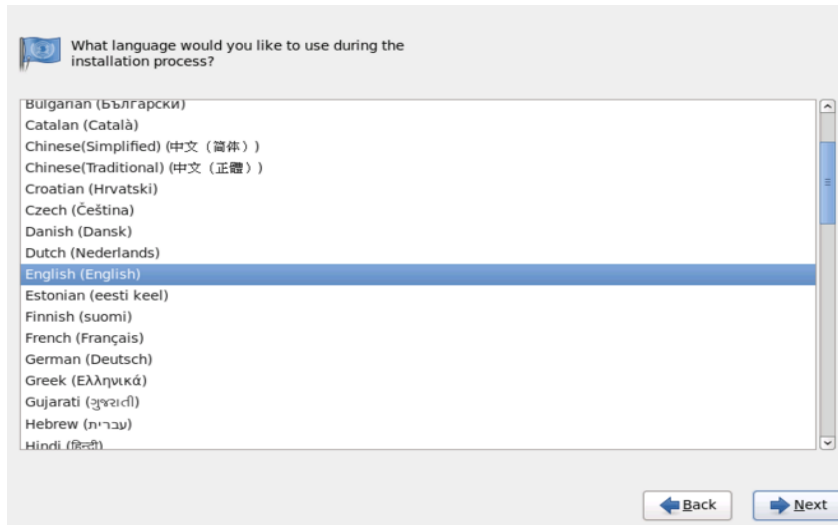 What language would you like to use during the
installation process?
Bulgarian (Български)
Catalan (Català)
Chinese(Simplified) (中文（简体）)
Chinese(Traditional) (中文（正體）)
Croatian (Hrvatski)
Czech (Čeština)
Danish (Dansk)
Dutch (Nederlands)
English (English)
Estonian (eesti keel)
Finnish (suomi)
French (Français)
German (Deutsch)
Greek (Ελληνικά)
Gujarati (ગુજરાતી)
Hebrew (עברית)
Hindi (हिन्दी)
Back
Next